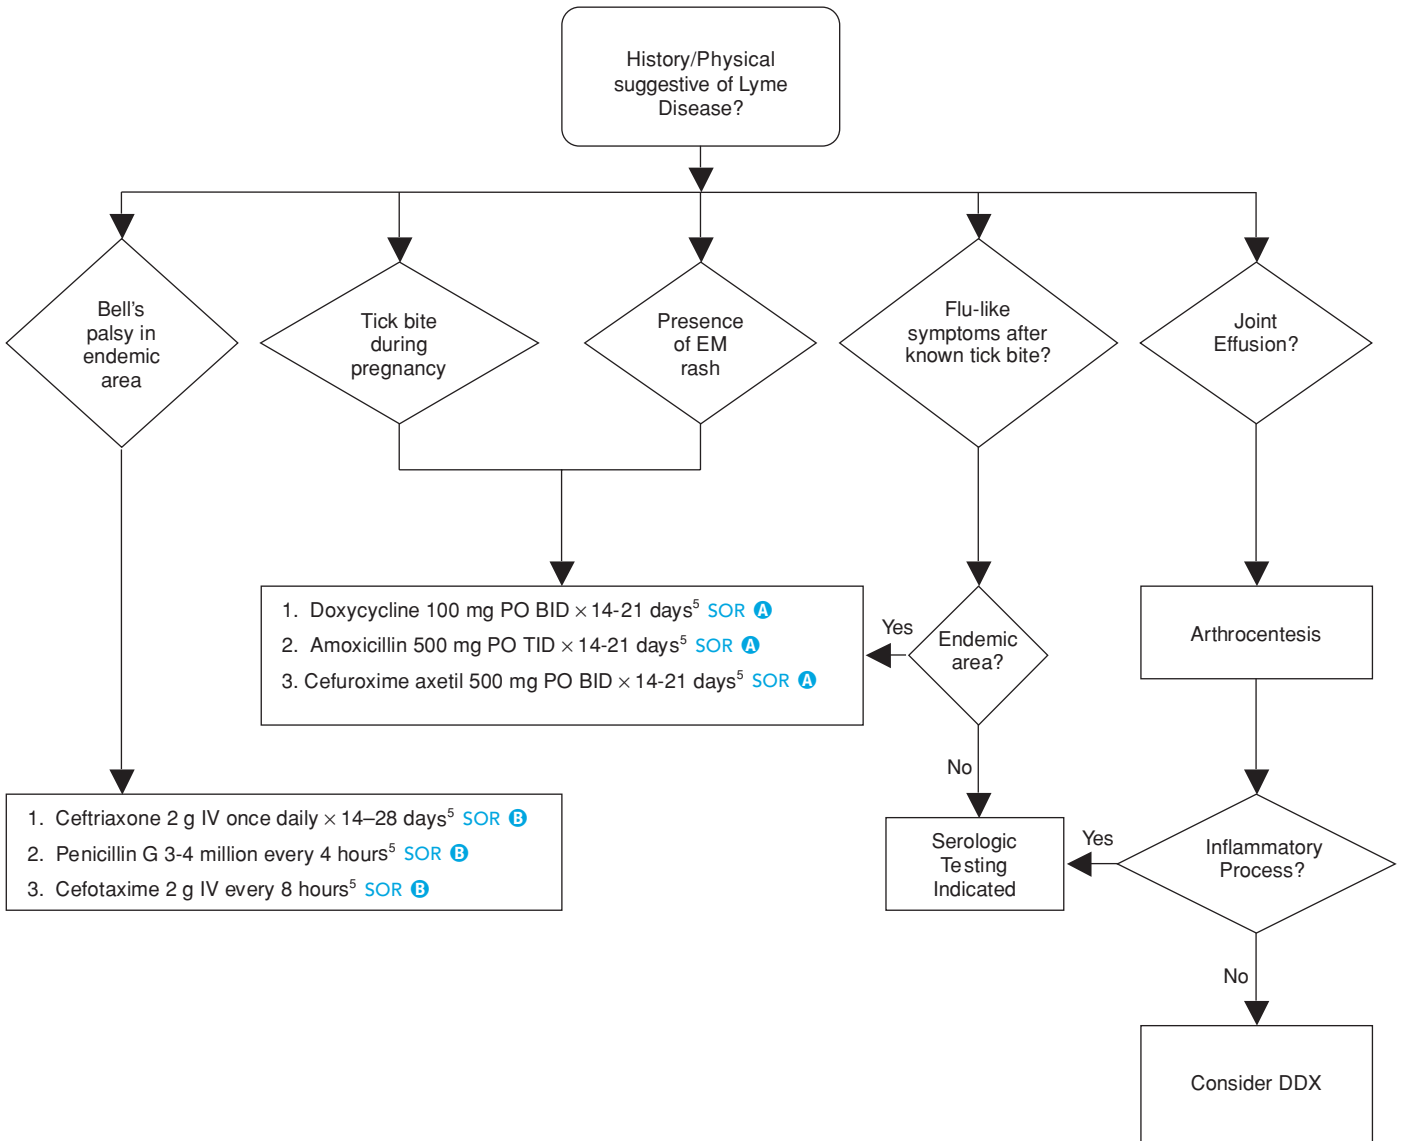 History/Physical
suggestive of Lyme
Disease?
Bell's
palsy in
endemic
area
Tick bite
during
pregnancy
Presence
of EM
rash
Flu-like
symptoms after
known tick bite?
Joint
Effusion?
1. Doxycycline 100 mg PO BID × 14-21 days⁵ SOR A
2. Amoxicillin 500 mg PO TID × 14-21 days⁵ SOR A
3. Cefuroxime axetil 500 mg PO BID × 14-21 days⁵ SOR A
Yes
Endemic
area?
Arthrocentesis
No
1. Ceftriaxone 2 g IV once daily × 14–28 days⁵ SOR B
2. Penicillin G 3-4 million every 4 hours⁵ SOR B
3. Cefotaxime 2 g IV every 8 hours⁵ SOR B
Serologic
Testing
Indicated
Yes
Inflammatory
Process?
No
Consider DDX